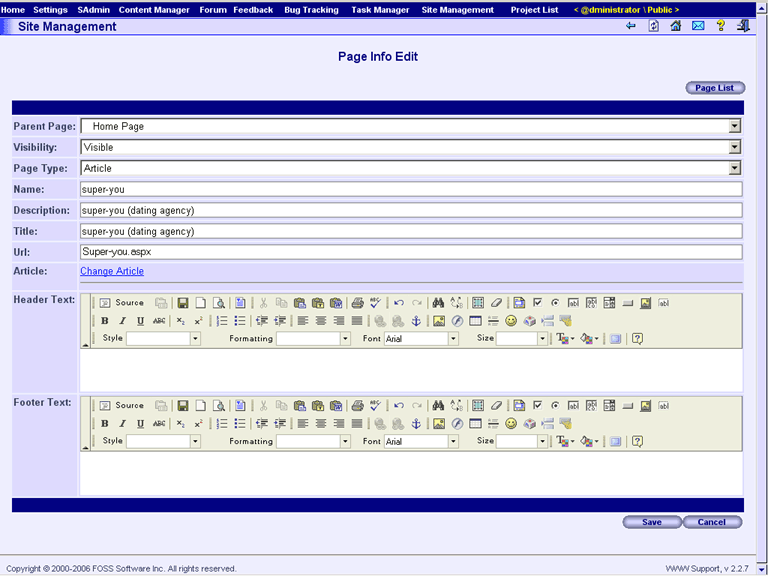 Home Settings SAdmin Content Manager Forum Feedback Bug Tracking Task Manager Site Management Project List < @dministrator \ Public >
Site Management
Page Info Edit
Page List
Parent Page: Home Page
Visibility: Visible
Page Type: Article
Name: super-you
Description: super-you (dating agency)
Title: super-you (dating agency)
Url: Super-you.aspx
Article: Change Article
Header Text: Source
B I U ABC
Style Formatting Font Arial Size
Footer Text: Source
B I U ABC
Style Formatting Font Arial Size
Save Cancel
Copyright © 2000-2006 FOSS Software Inc. All rights reserved. WWW Support, v 2.2.7